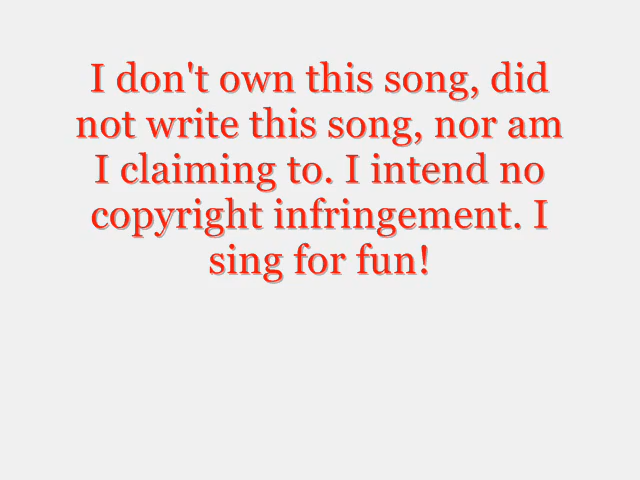 I don't own this song, did
not write this song, nor am
I claiming to. I intend no
copyright infringement. I
sing for fun!